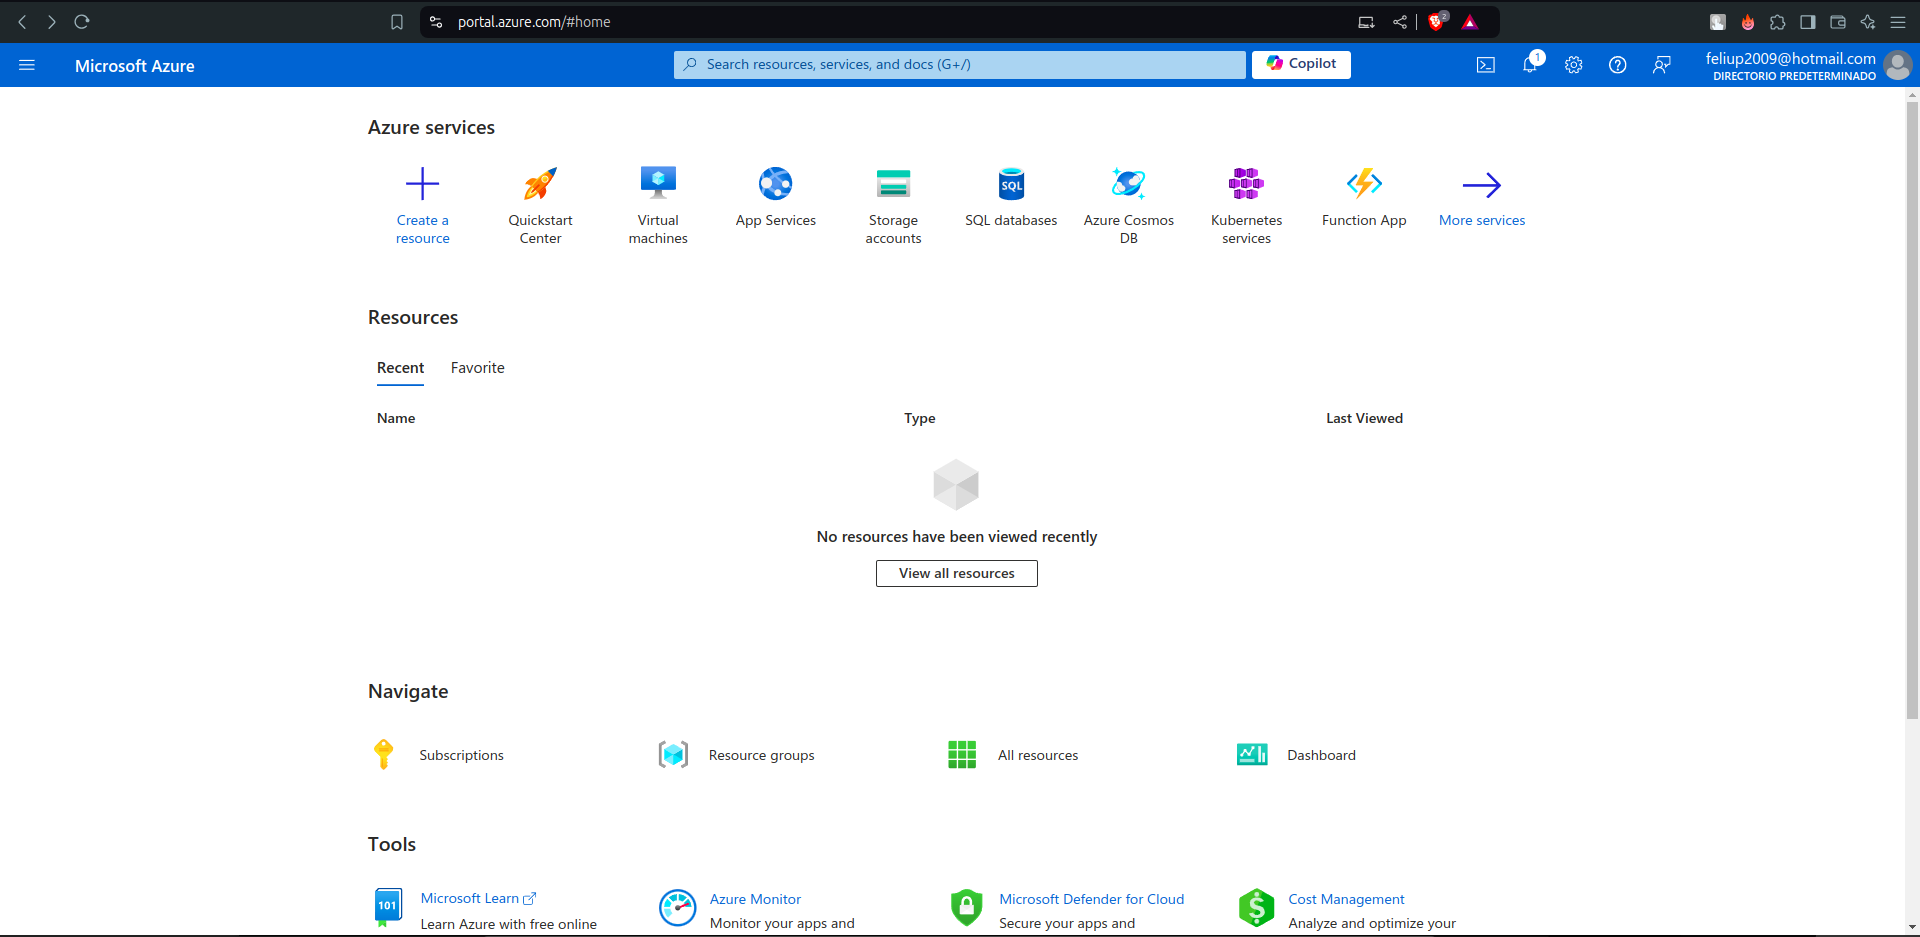 portal.azure.com/#home
2
Microsoft Azure
Search resources, services, and docs (G+/)
Copilot
1
feliup2009@hotmail.com
DIRECTORIO PREDETERMINADO
Azure services
Create a
resource
Quickstart
Center
Virtual
machines
App Services
Storage
accounts
SQL
SQL databases
Azure Cosmos
DB
Kubernetes
services
Function App
More services
Resources
Recent
Favorite
Name
Type
Last Viewed
No resources have been viewed recently
View all resources
Navigate
Subscriptions
Resource groups
All resources
Dashboard
Tools
101
Microsoft Learn
Learn Azure with free online
Azure Monitor
Monitor your apps and
Microsoft Defender for Cloud
Secure your apps and
$
Cost Management
Analyze and optimize your